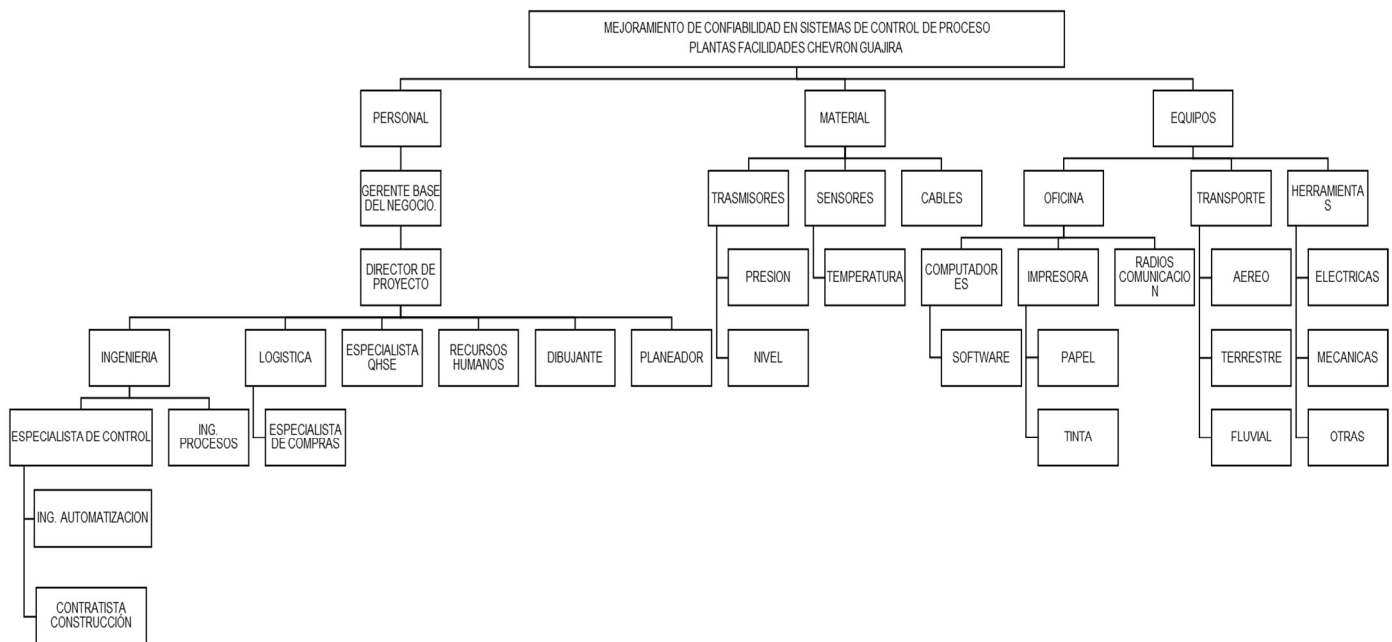 MEJORAMIENTO DE CONFIABILIDAD EN SISTEMAS DE CONTROL DE PROCESO
PLANTAS FACILIDADES CHEVRON GUAJIRA
PERSONAL
MATERIAL
EQUIPOS
GERENTE BASE
DEL NEGOCIO.
TRASMISORES
SENSORES
CABLES
OFICINA
TRANSPORTE
HERRAMIENTA
S
DIRECTOR DE
PROYECTO
PRESION
TEMPERATURA
COMPUTADOR
ES
IMPRESORA
RADIOS
COMUNICACIO
N
AEREO
ELECTRICAS
INGENIERIA
LOGISTICA
ESPECIALISTA
QHSE
RECURSOS
HUMANOS
DIBUJANTE
PLANEADOR
NIVEL
SOFTWARE
PAPEL
TERRESTRE
MECANICAS
ESPECIALISTA DE CONTROL
ING.
PROCESOS
ESPECIALISTA
DE COMPRAS
TINTA
FLUVIAL
OTRAS
ING. AUTOMATIZACION
CONTRATISTA
CONSTRUCCIÓN